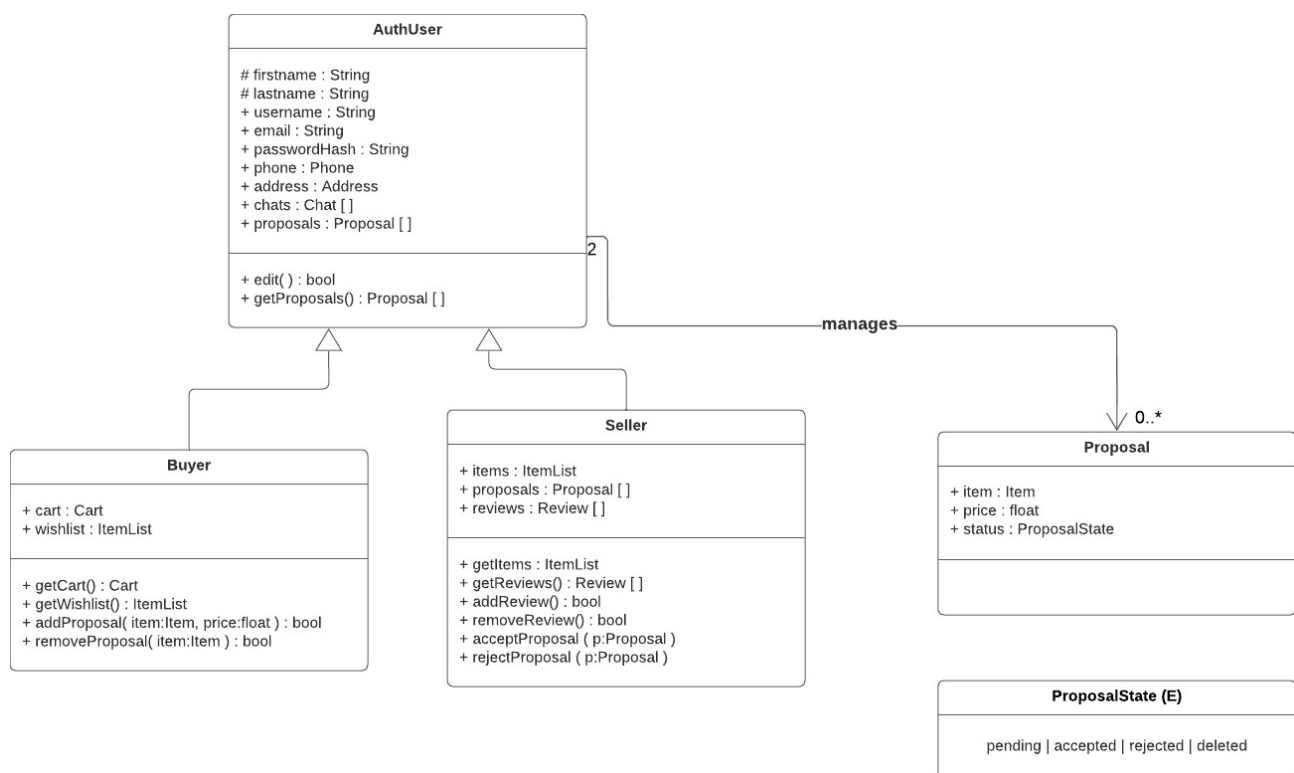 AuthUser
# firstname : String
# lastname : String
+ username : String
+ email : String
+ passwordHash : String
+ phone : Phone
+ address : Address
+ chats : Chat [ ]
+ proposals : Proposal [ ]
+ edit( ) : bool
+ getProposals() : Proposal [ ]
2
manages
0..*
Buyer
+ cart : Cart
+ wishlist : ItemList
+ getCart() : Cart
+ getWishlist() : ItemList
+ addProposal( item:Item, price:float ) : bool
+ removeProposal( item:Item ) : bool
Seller
+ items : ItemList
+ proposals : Proposal [ ]
+ reviews : Review [ ]
+ getItems : ItemList
+ getReviews() : Review [ ]
+ addReview() : bool
+ removeReview() : bool
+ acceptProposal ( p:Proposal )
+ rejectProposal ( p:Proposal )
Proposal
+ item : Item
+ price : float
+ status : ProposalState
ProposalState (E)
pending | accepted | rejected | deleted